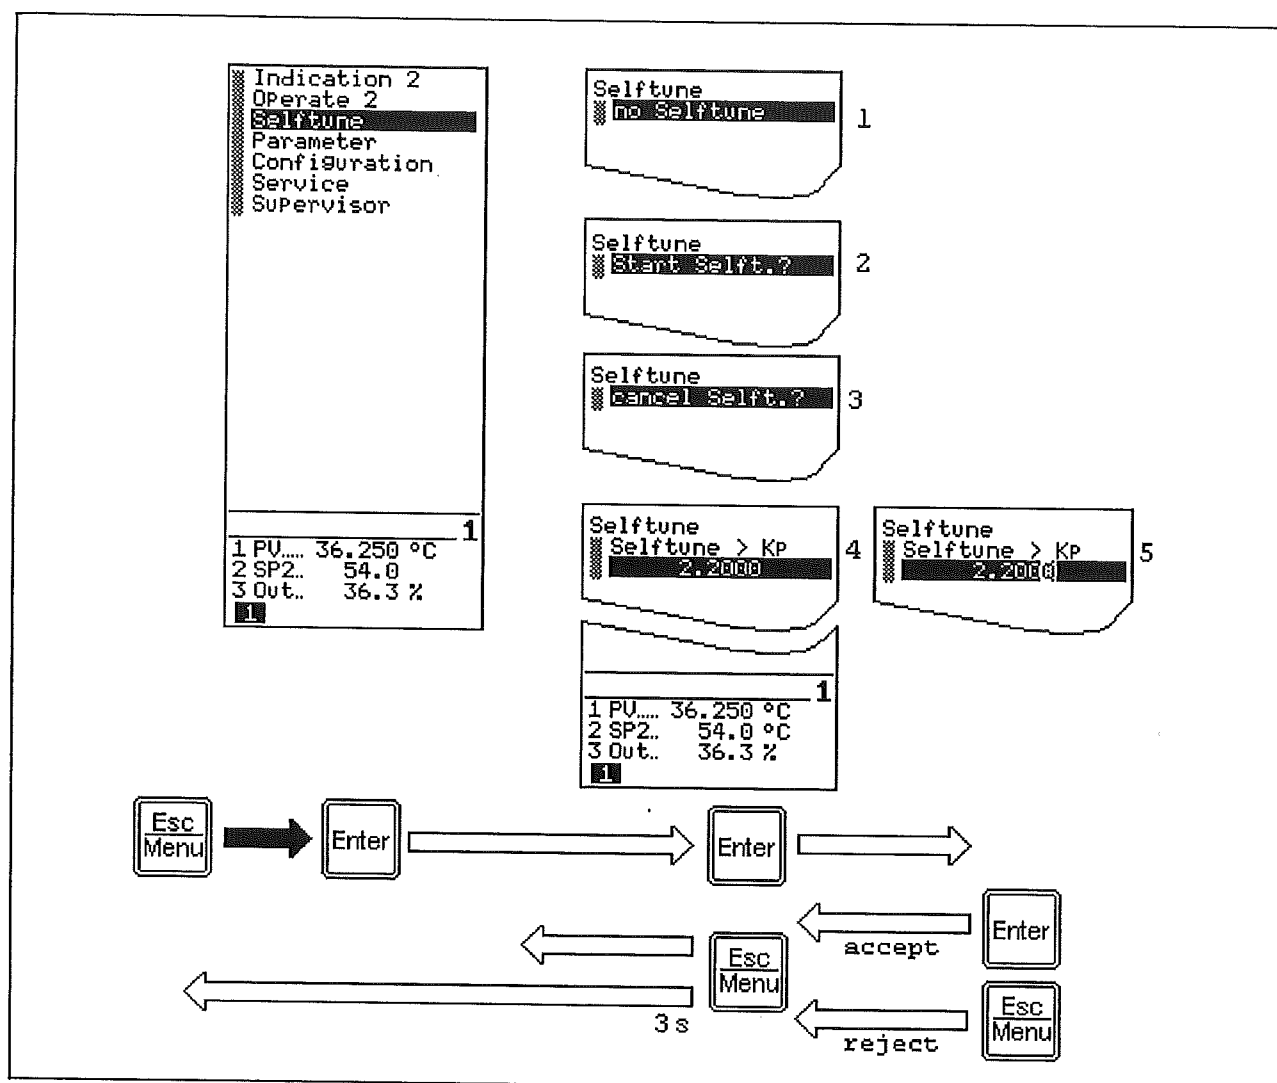 Indication 2
Operate 2
Selftune
Parameter
Configuration
Service
Supervisor
1
1 PV..... 36.250 °C
2 SP2.. 54.0
3 Out.. 36.3 %
1
Selftune
no Selftune
1
Selftune
Start Selft.?
2
Selftune
cancel Selft.?
3
Selftune
Selftune > Kp
2.2000
4
Selftune
Selftune > Kp
2.2000
5
1
1 PV..... 36.250 °C
2 SP2.. 54.0 °C
3 Out.. 36.3 %
1
Esc
Menu
Enter
Enter
accept
Enter
Esc
Menu
3 s
reject
Esc
Menu